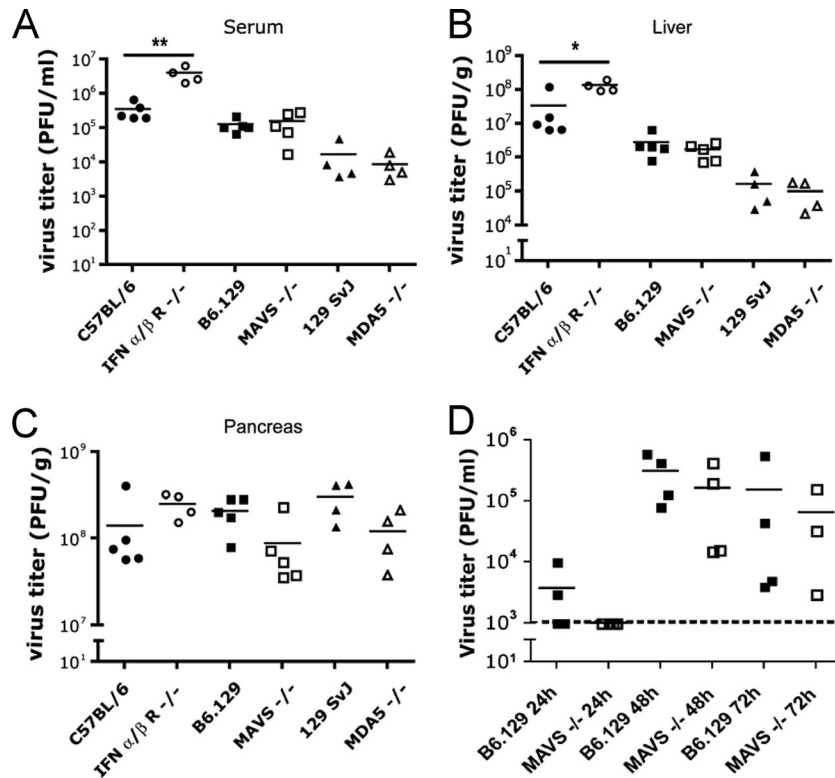 A
Serum
**
virus titer (PFU/ml)
10⁷
10⁶
10⁵
10⁴
10³
10²
10¹
C57BL/6
IFN α/β R -/-
B6.129
MAVS -/-
129 SvJ
MDA5 -/-
B
Liver
*
virus titer (PFU/g)
10⁹
10⁸
10⁷
10⁶
10⁵
10⁴
10¹
C57BL/6
IFN α/β R -/-
B6.129
MAVS -/-
129 SvJ
MDA5 -/-
C
Pancreas
Virus titer (PFU/g)
10⁹
10⁸
10⁷
10¹
C57BL/6
IFN α/β R -/-
B6.129
MAVS -/-
129 SvJ
MDA5 -/-
D
Virus titer (PFU/ml)
10⁶
10⁵
10⁴
10³
10¹
B6.129 24h
MAVS -/- 24h
B6.129 48h
MAVS -/- 48h
B6.129 72h
MAVS -/- 72h